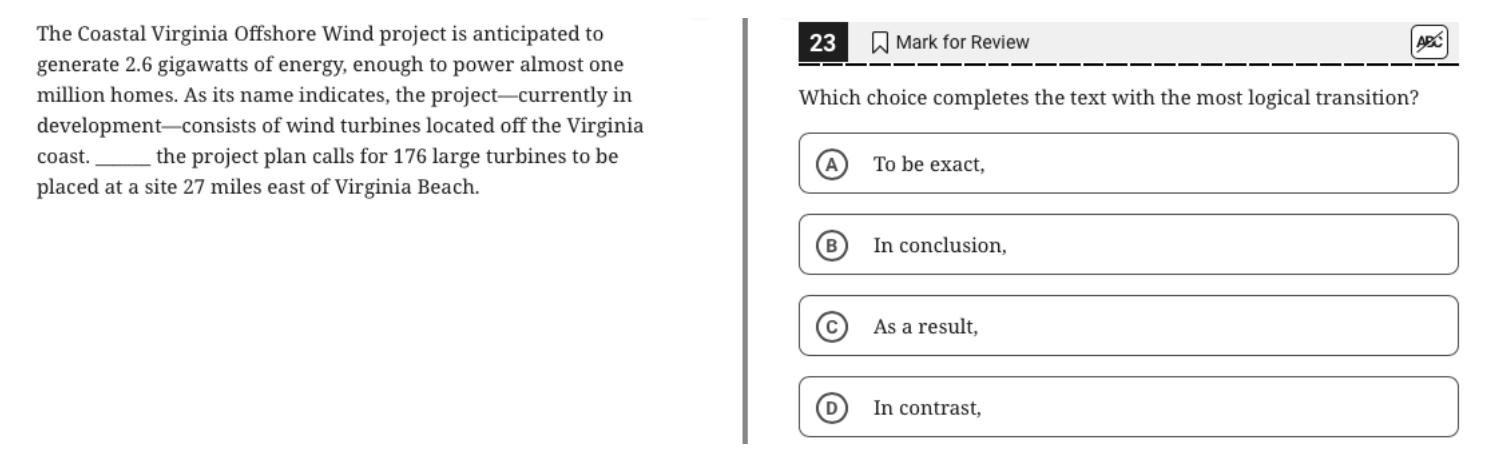 The Coastal Virginia Offshore Wind project is anticipated to
generate 2.6 gigawatts of energy, enough to power almost one
million homes. As its name indicates, the project—currently in
development—consists of wind turbines located off the Virginia
coast. ______ the project plan calls for 176 large turbines to be
placed at a site 27 miles east of Virginia Beach.
23 Mark for Review ABC
Which choice completes the text with the most logical transition?
A To be exact,
B In conclusion,
C As a result,
D In contrast,